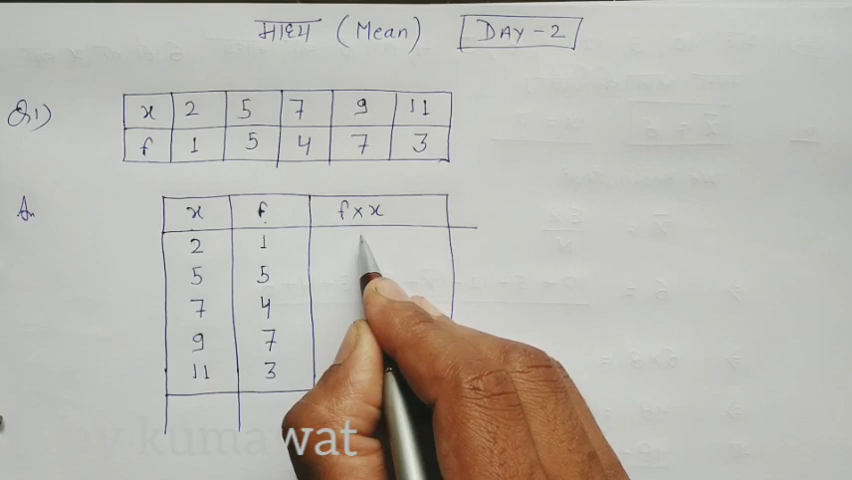 माध्य (Mean) DAY-2
Q.1) x 2 5 7 9 11
f 1 5 4 7 3
An x f f×x
2 1
5 5
7 4
9 7
11 3
kumawat